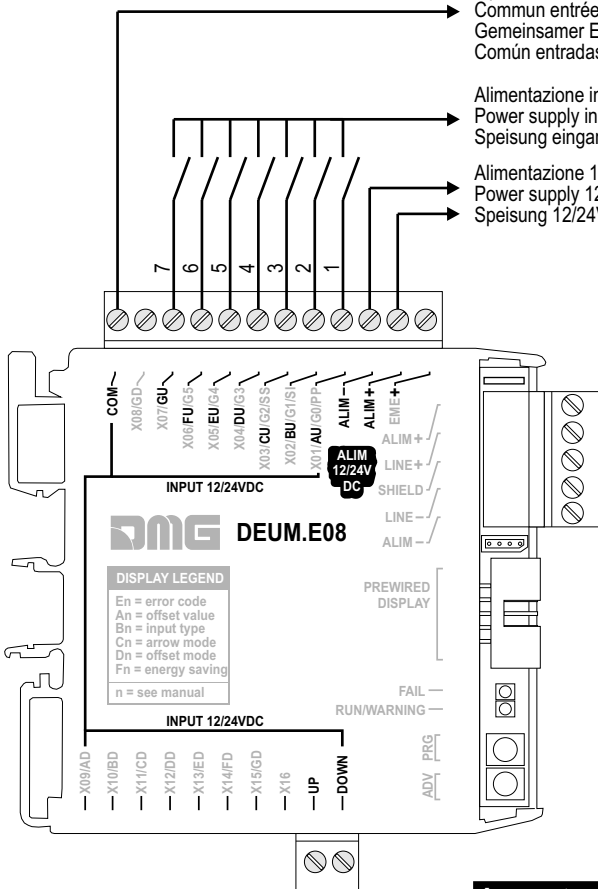 Commun entrée
Gemeinsamer E
Común entradas
Alimentazione in
Power supply in
Speisung eingan
Alimentazione 1
Power supply 12
Speisung 12/24V
7 6 5 4 3 2 1
COM
X08/GD
X07/GU
X06/FU/G5
X05/EU/G4
X04/DU/G3
X03/CU/G2/SS
X02/BU/G1/SI
X01/AU/G0/PP
ALIM-
ALIM+
EME+
ALIM
12/24V
DC
INPUT 12/24VDC
ALIM+
LINE+
SHIELD
LINE-
ALIM-
DMG DEUM.E08
DISPLAY LEGEND
En = error code
An = offset value
Bn = input type
Cn = arrow mode
Dn = offset mode
Fn = energy saving
n = see manual
PREWIRED
DISPLAY
FAIL
RUN/WARNING
PRG
ADV
INPUT 12/24VDC
X09/AD
X10/BD
X11/CD
X12/DD
X13/ED
X14/FD
X15/GD
X16
UP
DOWN